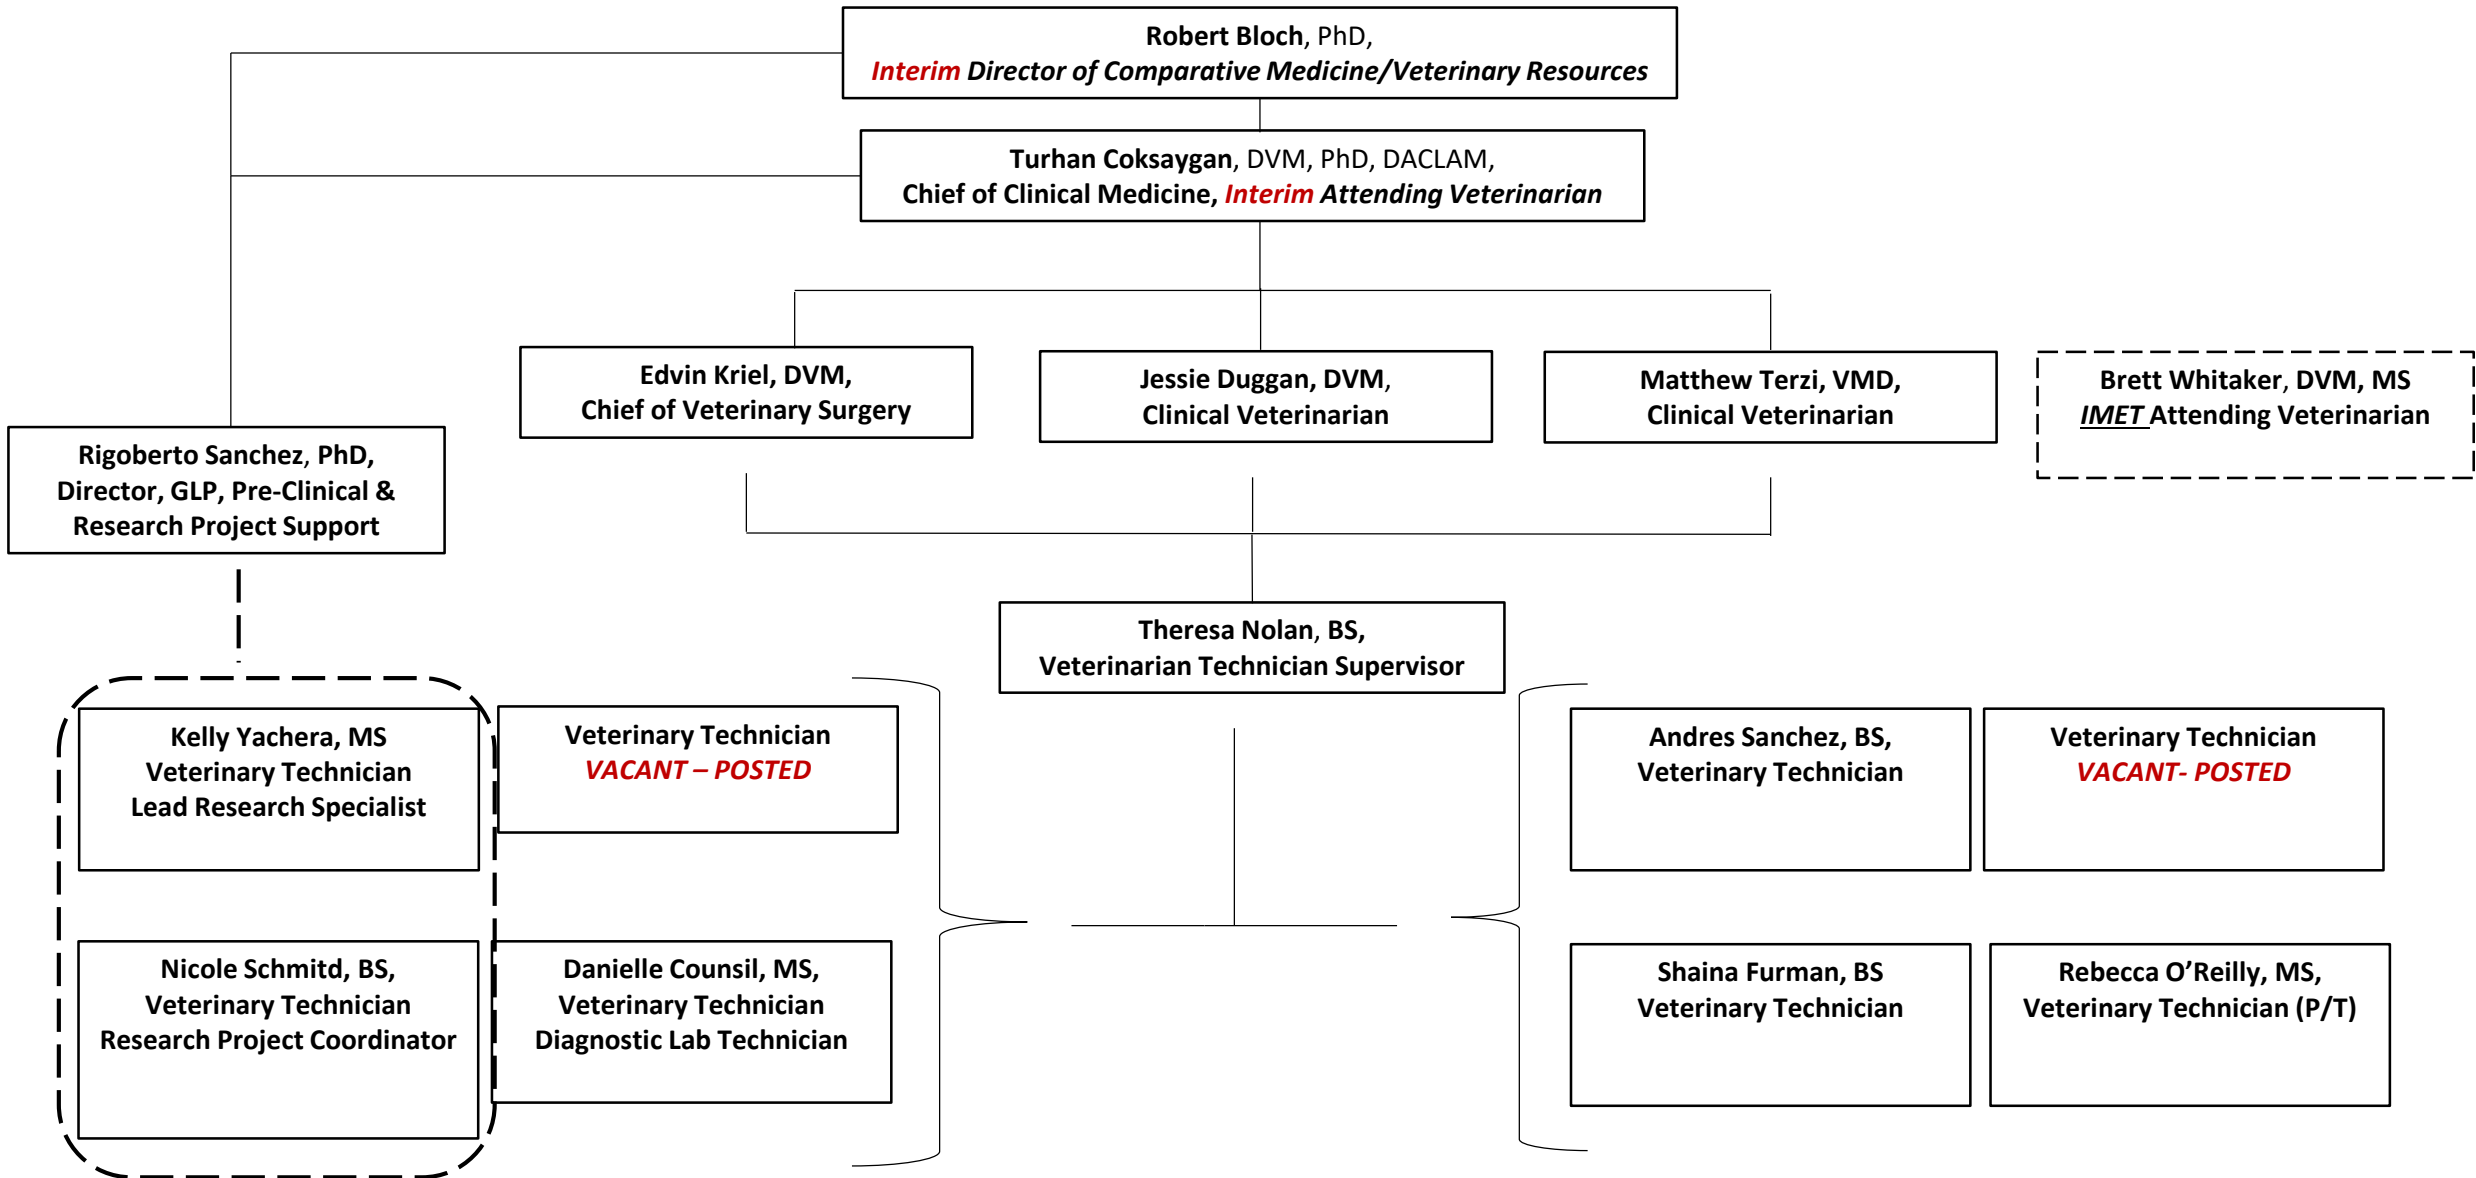 Robert Bloch, PhD,
Interim Director of Comparative Medicine/Veterinary Resources
Turhan Coksaygan, DVM, PhD, DACLAM,
Chief of Clinical Medicine, Interim Attending Veterinarian
Edvin Kriel, DVM,
Chief of Veterinary Surgery
Jessie Duggan, DVM,
Clinical Veterinarian
Matthew Terzi, VMD,
Clinical Veterinarian
Brett Whitaker, DVM, MS
IMET Attending Veterinarian
Rigoberto Sanchez, PhD,
Director, GLP, Pre-Clinical &
Research Project Support
Theresa Nolan, BS,
Veterinarian Technician Supervisor
Kelly Yachera, MS
Veterinary Technician
Lead Research Specialist
Veterinary Technician
VACANT – POSTED
Andres Sanchez, BS,
Veterinary Technician
Veterinary Technician
VACANT- POSTED
Nicole Schmitd, BS,
Veterinary Technician
Research Project Coordinator
Danielle Counsil, MS,
Veterinary Technician
Diagnostic Lab Technician
Shaina Furman, BS
Veterinary Technician
Rebecca O’Reilly, MS,
Veterinary Technician (P/T)